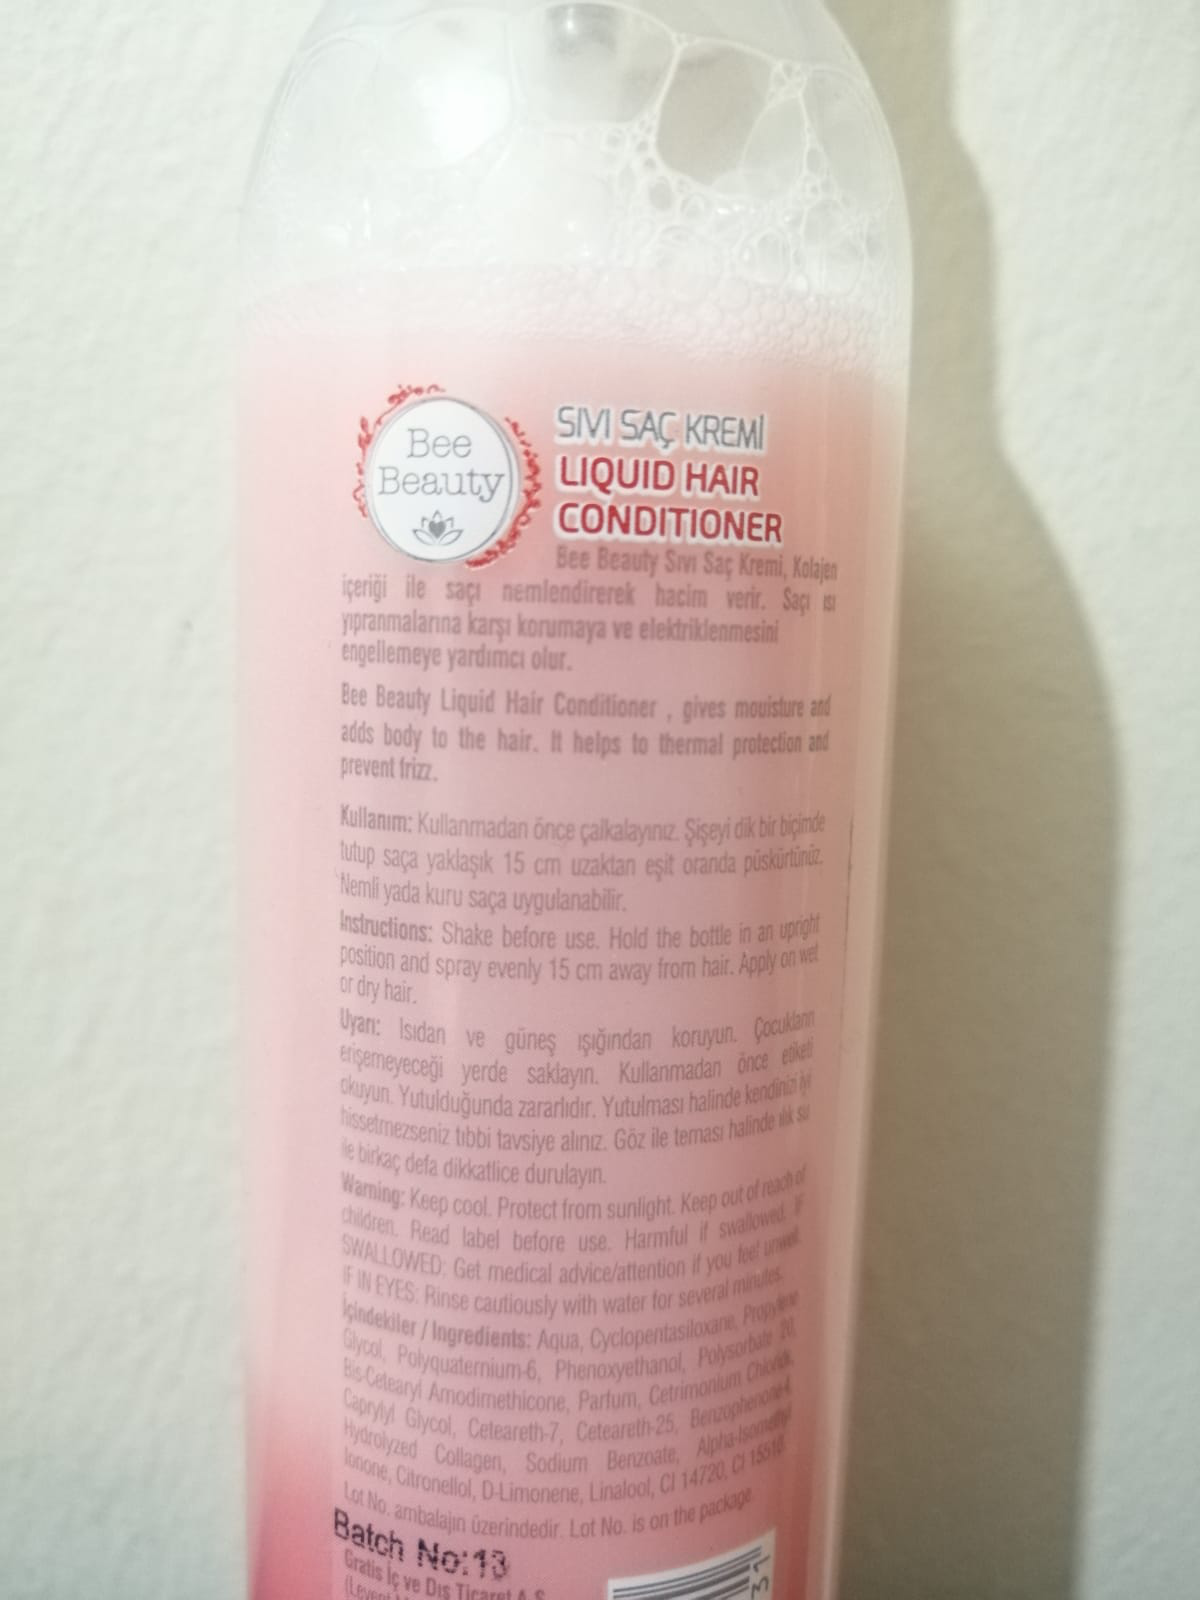 Bee
Beauty
SIVI SAÇ KREMİ
LIQUID HAIR
CONDITIONER
Bee Beauty Sıvı Saç Kremi, Kolajen
içeriği ile saçı nemlendirerek hacim verir. Saçı ısı
yıpranmalarına karşı korumaya ve elektriklenmesini
engellemeye yardımcı olur.
Bee Beauty Liquid Hair Conditioner , gives mouisture and
adds body to the hair. It helps to thermal protection and
prevent frizz.
Kullanım: Kullanmadan önce çalkalayınız. Şişeyi dik bir biçimde
tutup saça yaklaşık 15 cm uzaktan eşit oranda püskürtünüz.
Nemli yada kuru saça uygulanabilir.
Instructions: Shake before use. Hold the bottle in an upright
position and spray evenly 15 cm away from hair. Apply on wet
or dry hair.
Uyarı: Isıdan ve güneş ışığından koruyun. Çocukların
erişemeyeceği yerde saklayın. Kullanmadan önce etiketi
okuyun. Yutulduğunda zararlıdır. Yutulması halinde kendinizi iyi
hissetmezseniz tıbbi tavsiye alınız. Göz ile teması halinde ılık su
ile birkaç defa dikkatlice durulayın.
Warning: Keep cool. Protect from sunlight. Keep out of reach of
children. Read label before use. Harmful if swallowed. IF
SWALLOWED: Get medical advice/attention if you feel unwell.
IF IN EYES: Rinse cautiously with water for several minutes.
İçindekiler / Ingredients: Aqua, Cyclopentasiloxane, Propylene
Glycol, Polyquaternium-6, Phenoxyethanol, Polysorbate 20,
Bis-Cetearyl Amodimethicone, Parfum, Cetrimonium Chloride,
Caprylyl Glycol, Ceteareth-7, Ceteareth-25, Benzophenone-4,
Hydrolyzed Collagen, Sodium Benzoate, Alpha-Isomethyl
Ionone, Citronellol, D-Limonene, Linalool, CI 14720, CI 15510.
Lot No. ambalajın üzerindedir. Lot No. is on the package.
Batch No:13
Gratis İç ve Dış Ticaret A.Ş.
31